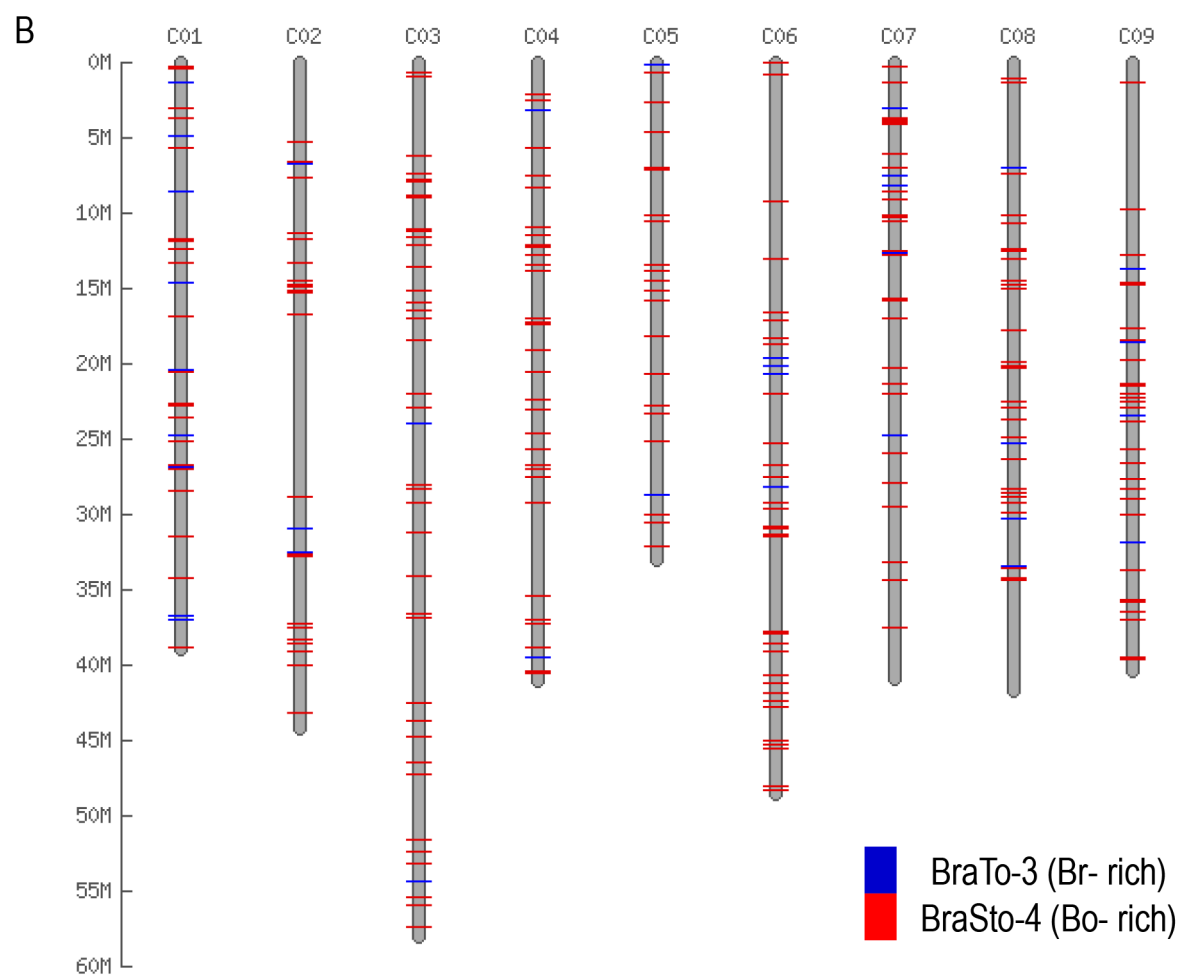 B
C01 C02 C03 C04 C05 C06 C07 C08 C09
0M
5M
10M
15M
20M
25M
30M
35M
40M
45M
50M
55M
60M
BraTo-3 (Br- rich)
BraSto-4 (Bo- rich)